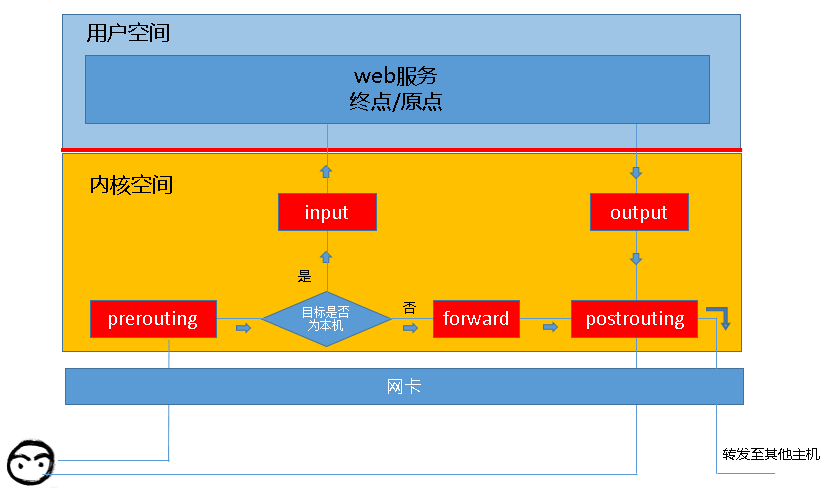 用户空间
web服务
终点/原点
内核空间
input
output
是
prerouting
目标是否
为本机
否
forward
postrouting
网卡
转发至其他主机